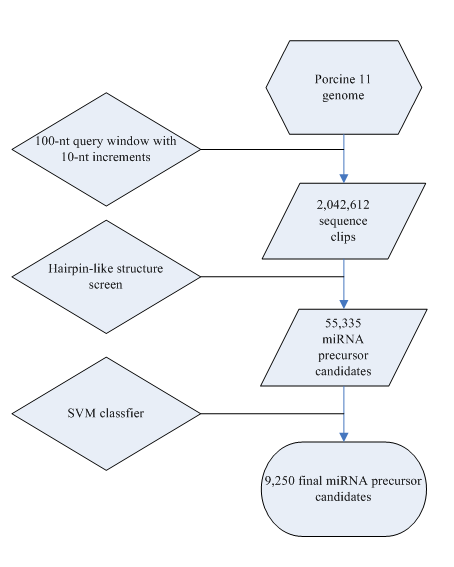 Porcine 11
genome
100-nt query window with
10-nt increments
2,042,612
sequence
clips
Hairpin-like structure
screen
55,335
miRNA
precursor
candidates
SVM classfier
9,250 final miRNA precursor
candidates